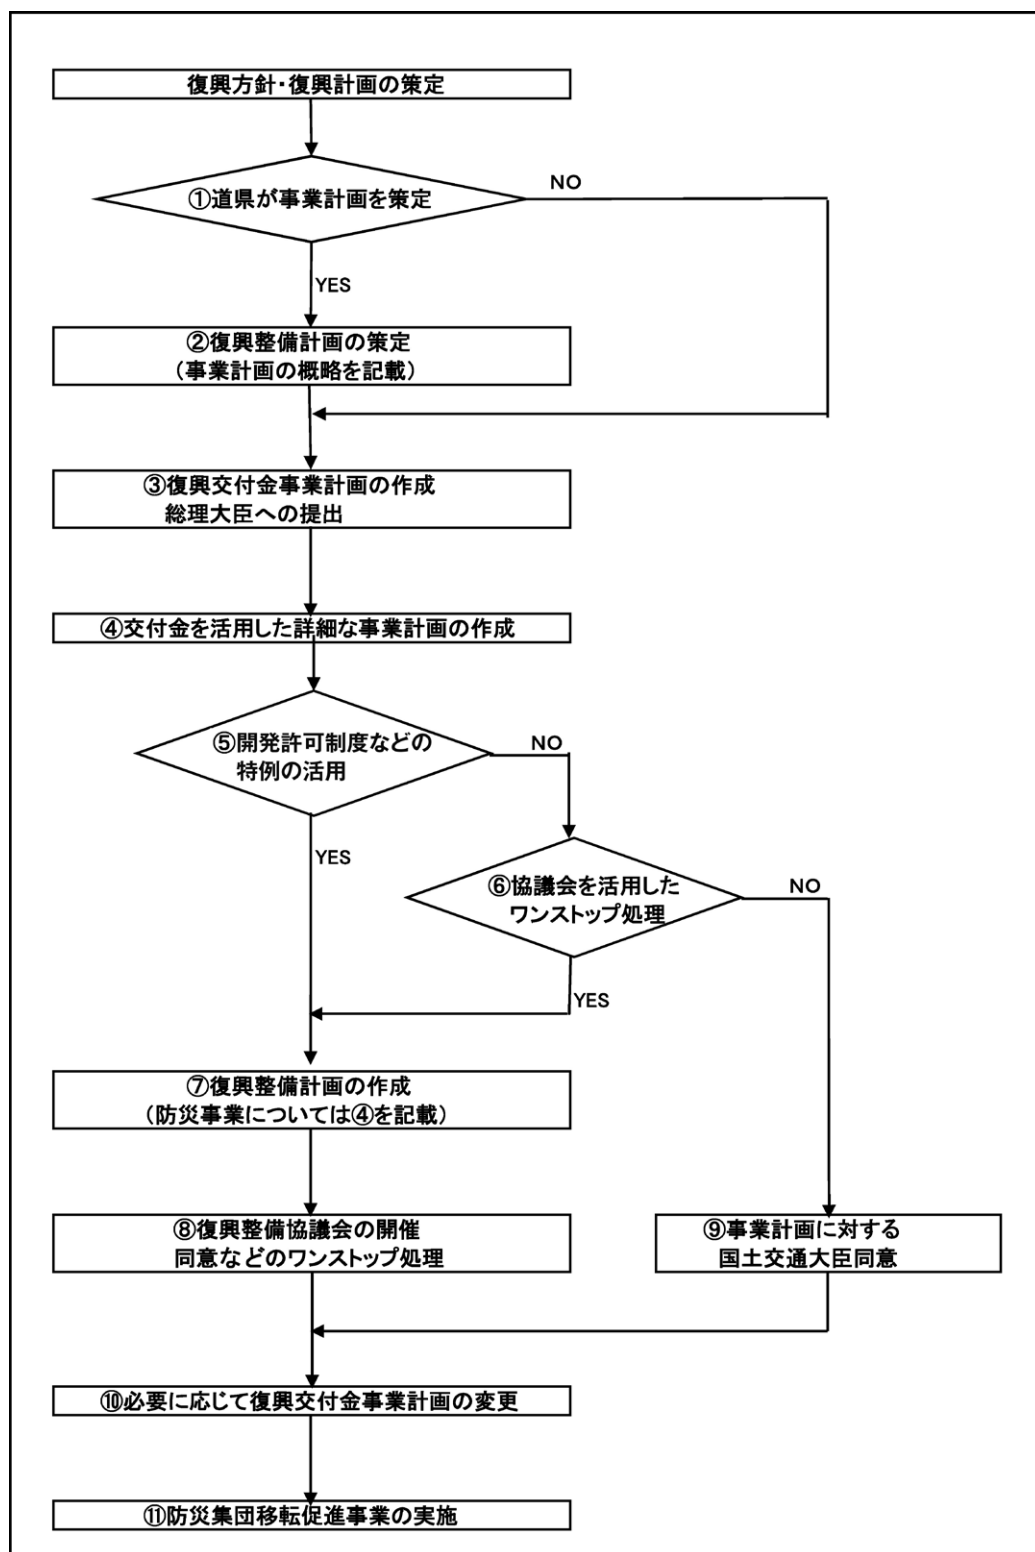 復興方針・復興計画の策定
①道県が事業計画を策定
NO
YES
②復興整備計画の策定
（事業計画の概略を記載）
③復興交付金事業計画の作成
総理大臣への提出
④交付金を活用した詳細な事業計画の作成
⑤開発許可制度などの
特例の活用
NO
YES
⑥協議会を活用した
ワンストップ処理
NO
YES
⑦復興整備計画の作成
（防災事業については④を記載）
⑧復興整備協議会の開催
同意などのワンストップ処理
⑨事業計画に対する
国土交通大臣同意
⑩必要に応じて復興交付金事業計画の変更
⑪防災集団移転促進事業の実施